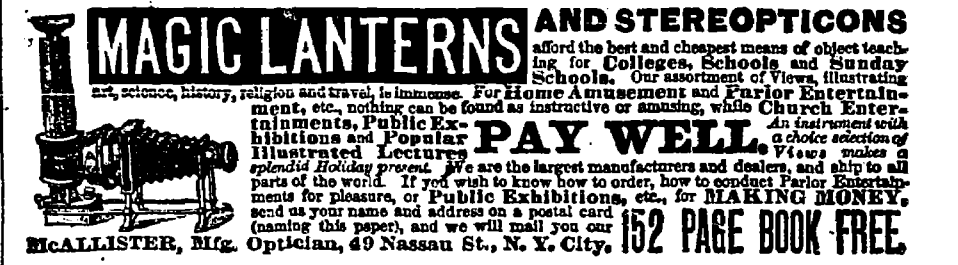 MAGIC LANTERNS AND STEREOPTICONS
afford the best and cheapest means of object teach-
ing for Colleges, Schools and Sunday
Schools. Our assortment of Views, illustrating
art, science, history, religion and travel, is immense. For Home Amusement and Parlor Entertain-
ment, etc., nothing can be found as instructive or amusing, while Church Enter-
tainments, Public Ex-
hibitions and Popular
Illustrated Lectures
PAY WELL.
An instrument with
a choice selection of
Views makes a
splendid Holiday present. We are the largest manufacturers and dealers, and ship to all
parts of the world. If you wish to know how to order, how to conduct Parlor Entertain-
ments for pleasure, or Public Exhibitions, etc., for MAKING MONEY,
send us your name and address on a postal card
(naming this paper), and we will mail you our
152 PAGE BOOK FREE.
McALLISTER, Mfg. Optician, 49 Nassau St., N. Y. City.